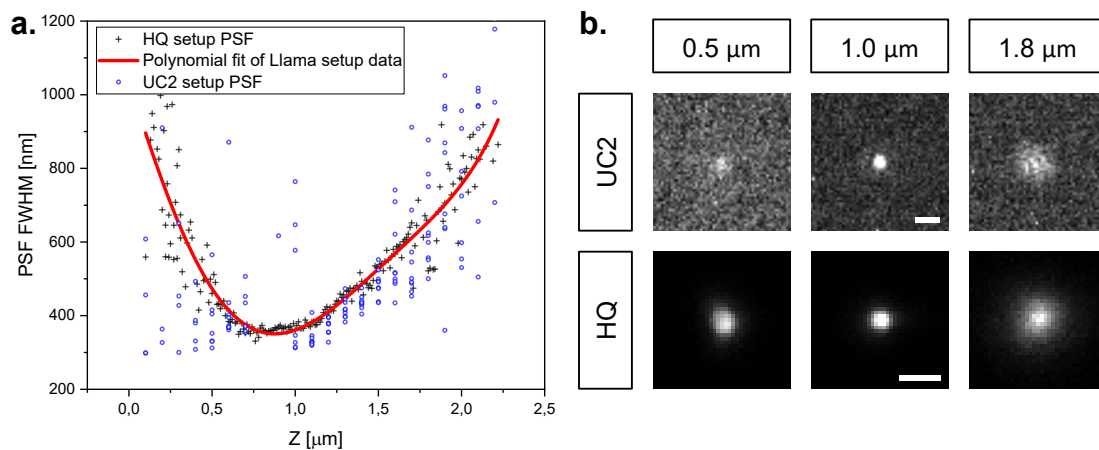 a.
HQ setup PSF
Polynomial fit of Llama setup data
UC2 setup PSF
1200
1000
800
600
400
200
PSF FWHM [nm]
0,0 0,5 1,0 1,5 2,0 2,5
Z [μm]
b.
0.5 μm 1.0 μm 1.8 μm
UC2
HQ